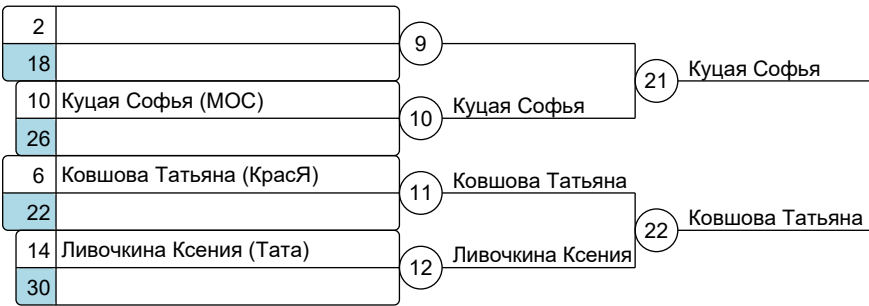 2
9
18
21 Куцая Софья
10 Куцая Софья (МОС)
10 Куцая Софья
26
6 Ковшова Татьяна (КрасЯ)
11 Ковшова Татьяна
22
22 Ковшова Татьяна
14 Ливочкина Ксения (Тата)
12 Ливочкина Ксения
30